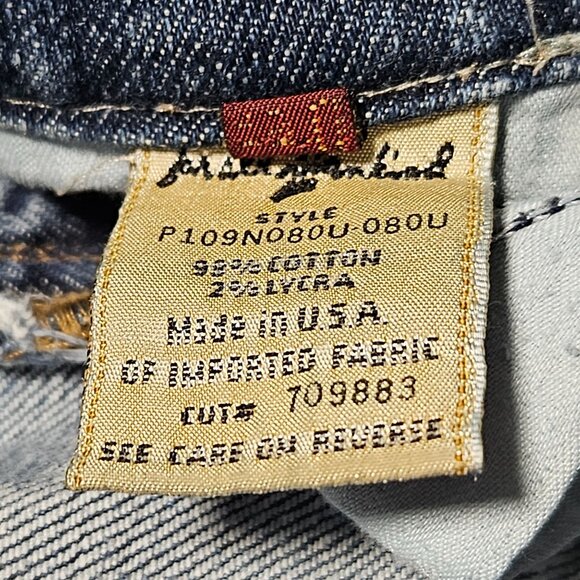 for all mankind
STYLE
P109N080U-080U
98% COTTON
2% LYCRA
Made in U.S.A.
OF IMPORTED FABRIC
CUT# 709883
SEE CARE ON REVERSE